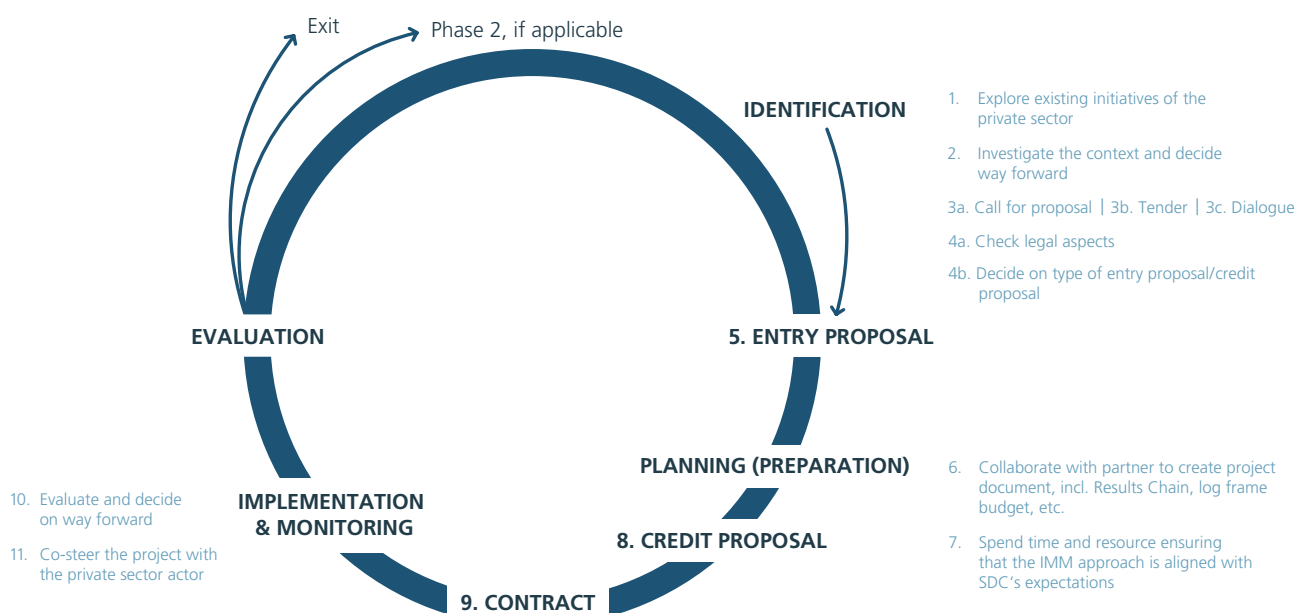 Exit
Phase 2, if applicable
IDENTIFICATION
1. Explore existing initiatives of the
private sector
2. Investigate the context and decide
way forward
3a. Call for proposal | 3b. Tender | 3c. Dialogue
4a. Check legal aspects
4b. Decide on type of entry proposal/credit
proposal
EVALUATION
5. ENTRY PROPOSAL
PLANNING (PREPARATION)
6. Collaborate with partner to create project
document, incl. Results Chain, log frame
budget, etc.
7. Spend time and resource ensuring
that the IMM approach is aligned with
SDC‘s expectations
8. CREDIT PROPOSAL
9. CONTRACT
IMPLEMENTATION
& MONITORING
10. Evaluate and decide
on way forward
11. Co-steer the project with
the private sector actor